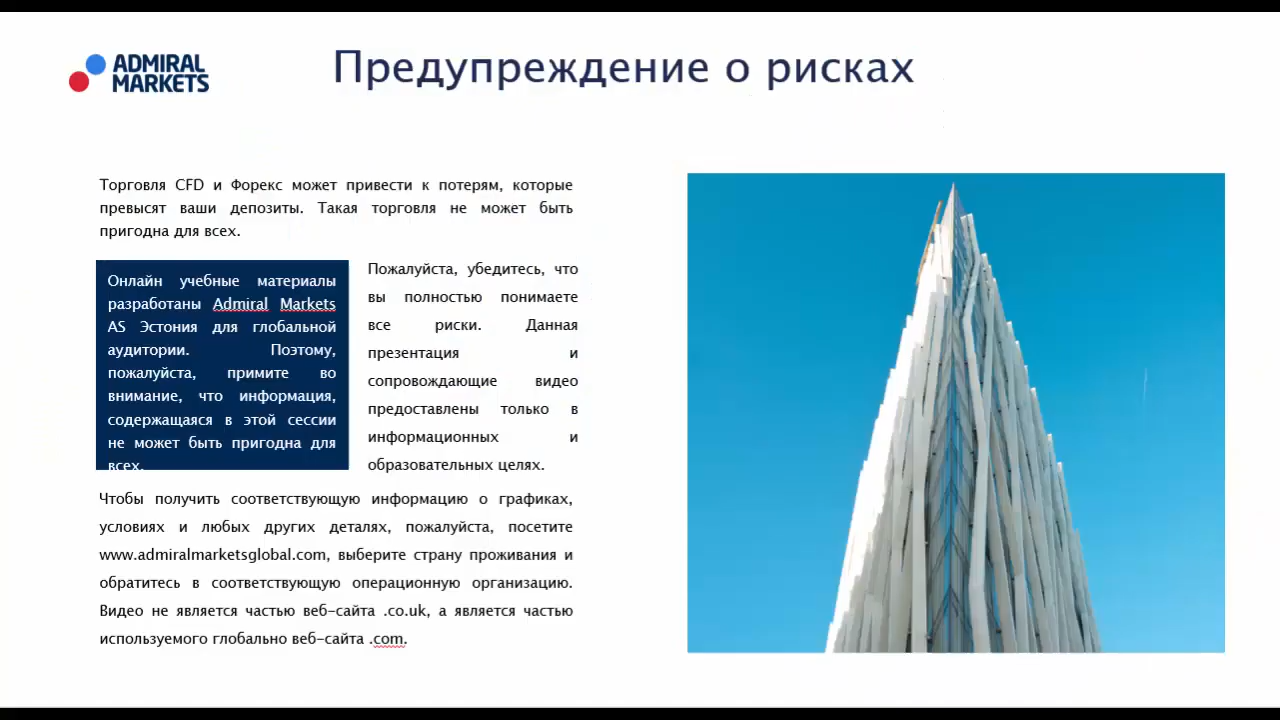 ADMIRAL
MARKETS
Предупреждение о рисках
Торговля CFD и Форекс может привести к потерям, которые
превысят ваши депозиты. Такая торговля не может быть
пригодна для всех.
Онлайн учебные материалы
разработаны Admiral Markets
AS Эстония для глобальной
аудитории. Поэтому,
пожалуйста, примите во
внимание, что информация,
содержащаяся в этой сессии
не может быть пригодна для
всех.
Пожалуйста, убедитесь, что
вы полностью понимаете
все риски. Данная
презентация и
сопровождающие видео
предоставлены только в
информационных и
образовательных целях.
Чтобы получить соответствующую информацию о графиках,
условиях и любых других деталях, пожалуйста, посетите
www.admiralmarketsglobal.com, выберите страну проживания и
обратитесь в соответствующую операционную организацию.
Видео не является частью веб-сайта .co.uk, а является частью
используемого глобально веб-сайта .com.